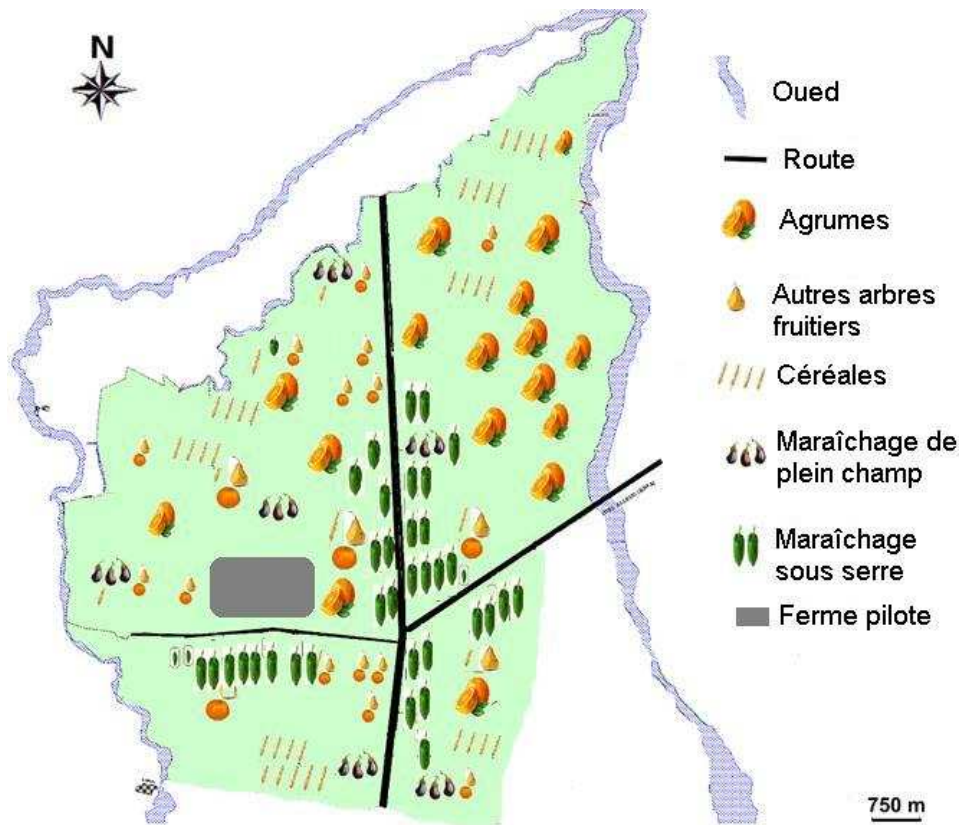 N
Oued
Route
Agrumes
Autres arbres
fruitiers
Céréales
Maraîchage de
plein champ
Maraîchage
sous serre
Ferme pilote
750 m